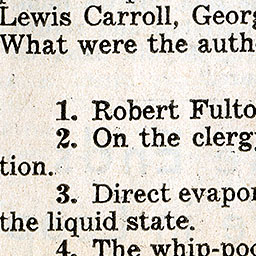 Lewis Carroll, Georg
What were the auth
1. Robert Fulto
2. On the clergy
tion.
3. Direct evapor
the liquid state.
4. The whip-poo